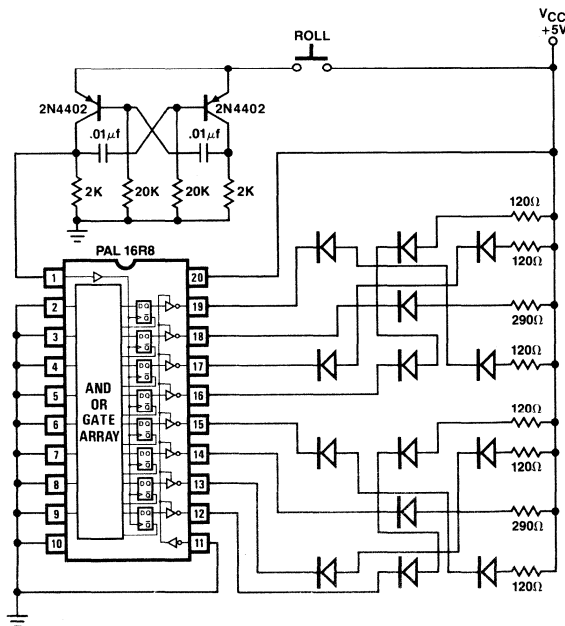 VCC
+5V
ROLL
2N4402
2N4402
.01µf
.01µf
2K
20K
20K
2K
PAL 16R8
1
20
2
19
3
18
4
17
5
16
6
15
7
14
8
13
9
12
10
11
AND
OR
GATE
ARRAY
D Q
Q̅
D Q
Q̅
D Q
Q̅
D Q
Q̅
D Q
Q̅
D Q
Q̅
D Q
Q̅
D Q
Q̅
120Ω
120Ω
290Ω
120Ω
120Ω
120Ω
290Ω
120Ω